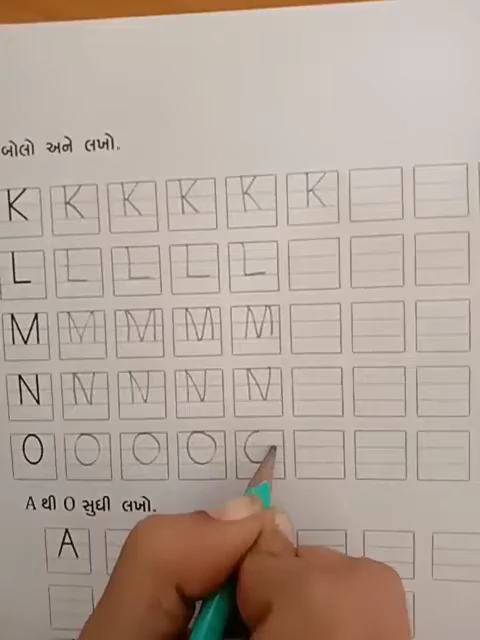 બોલો અને લખો.
K K K K K K
L L L L L
M M M M M
N N N N N
O O O O
A થી O સુધી લખો.
A